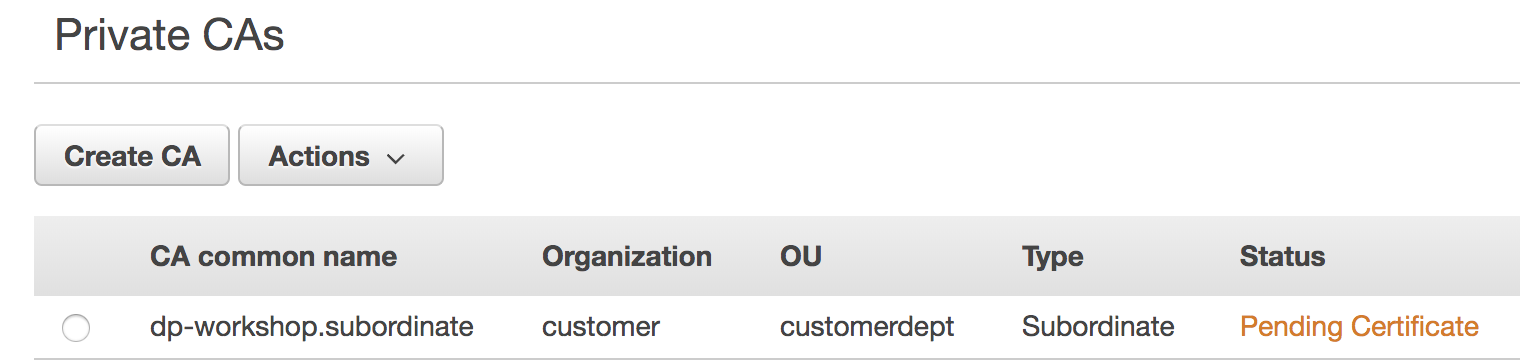 Private CAs
Create CA Actions
CA common name Organization OU Type Status
dp-workshop.subordinate customer customerdept Subordinate Pending Certificate